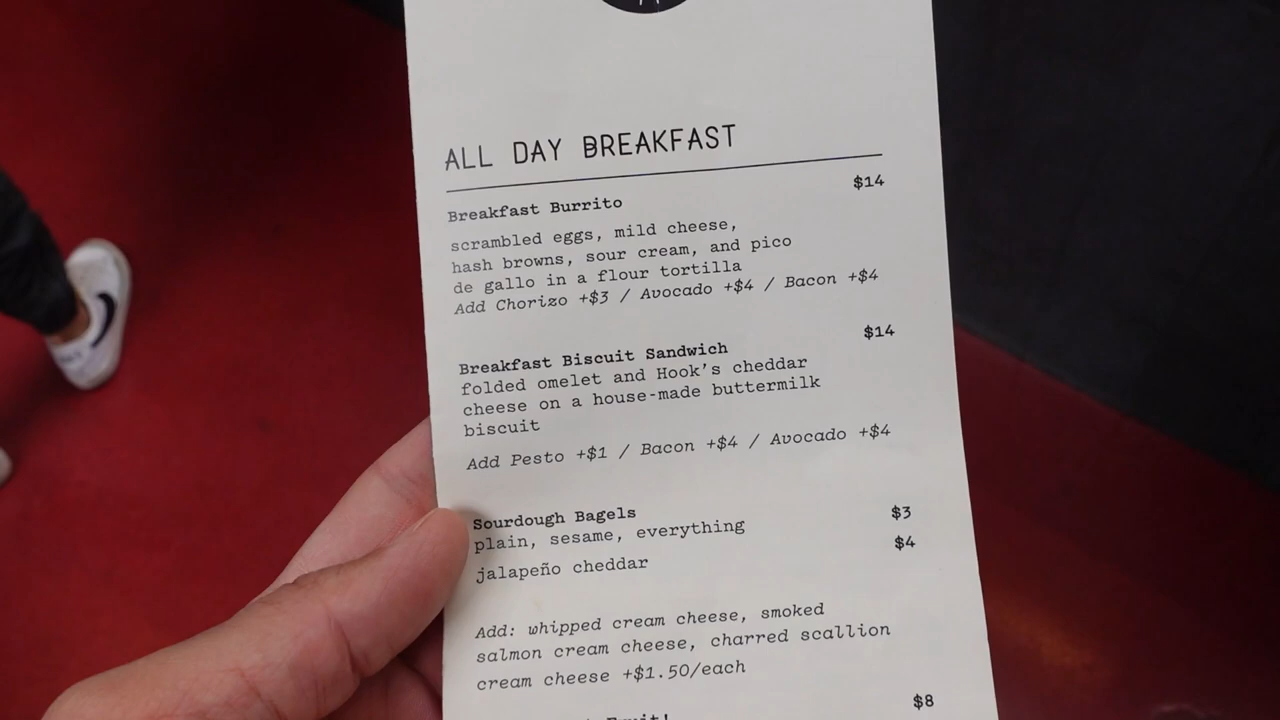 ALL DAY BREAKFAST
Breakfast Burrito $14
scrambled eggs, mild cheese,
hash browns, sour cream, and pico
de gallo in a flour tortilla
Add Chorizo +$3 / Avocado +$4 / Bacon +$4
Breakfast Biscuit Sandwich $14
folded omelet and Hook's cheddar
cheese on a house-made buttermilk
biscuit
Add Pesto +$1 / Bacon +$4 / Avocado +$4
Sourdough Bagels $3
plain, sesame, everything
jalapeño cheddar $4
Add: whipped cream cheese, smoked
salmon cream cheese, charred scallion
cream cheese +$1.50/each
$8